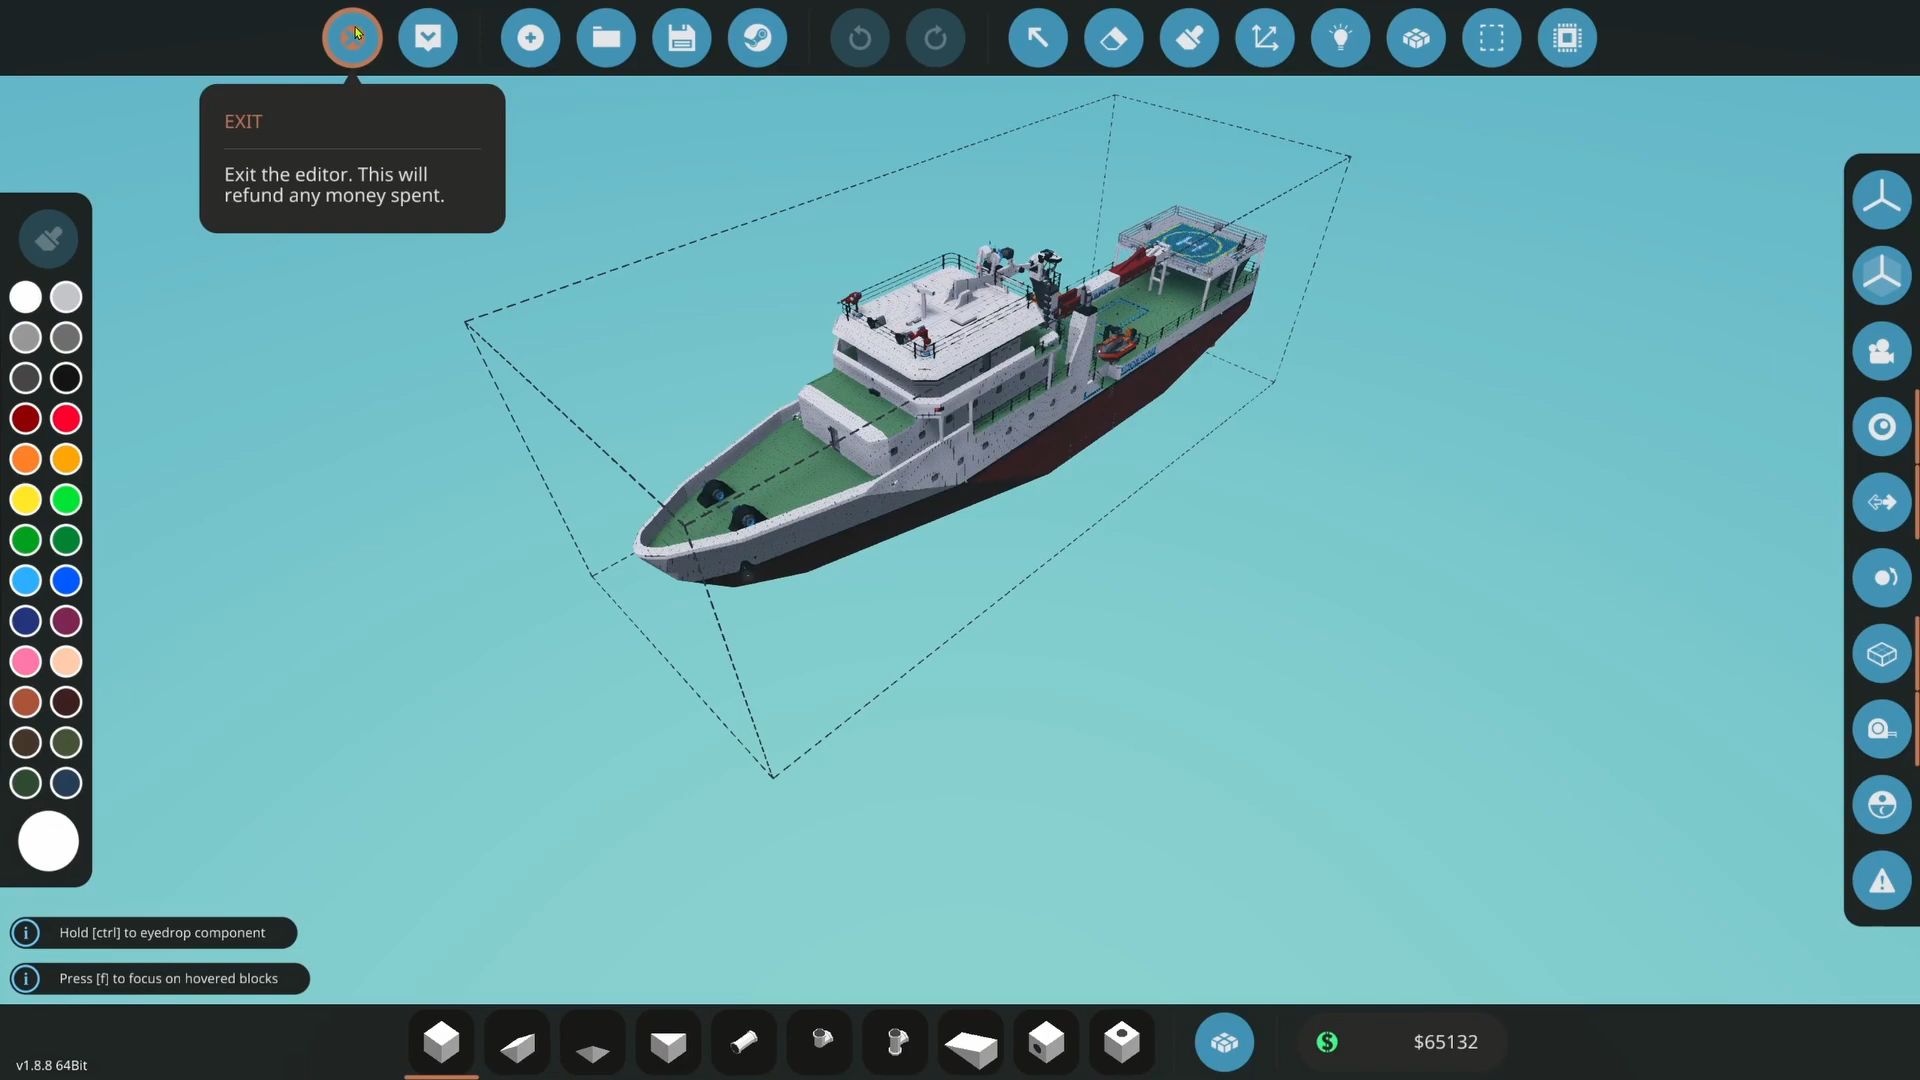 EXIT
Exit the editor. This will
refund any money spent.
H
Hold [ctrl] to eyedrop component
Press [f] to focus on hovered blocks
v1.8.8 64Bit
$65132